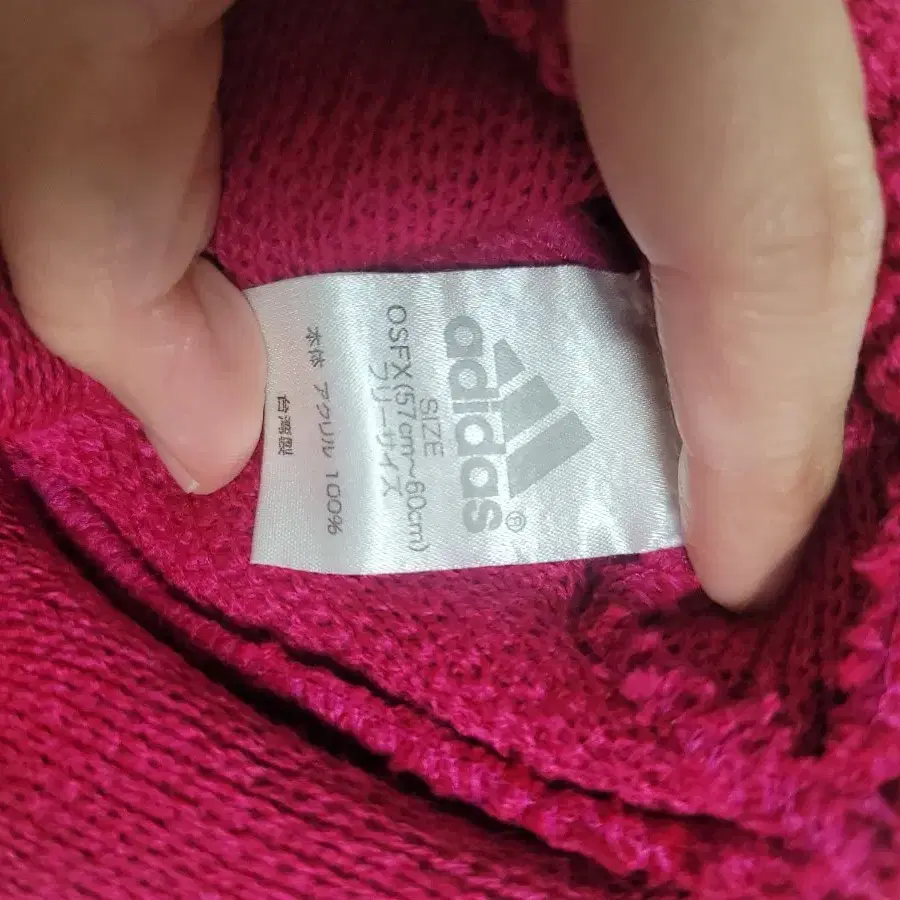 adidas®
SIZE
OSFX(57cm~60cm)
フリーサイズ
本体 アクリル 100%
台湾製